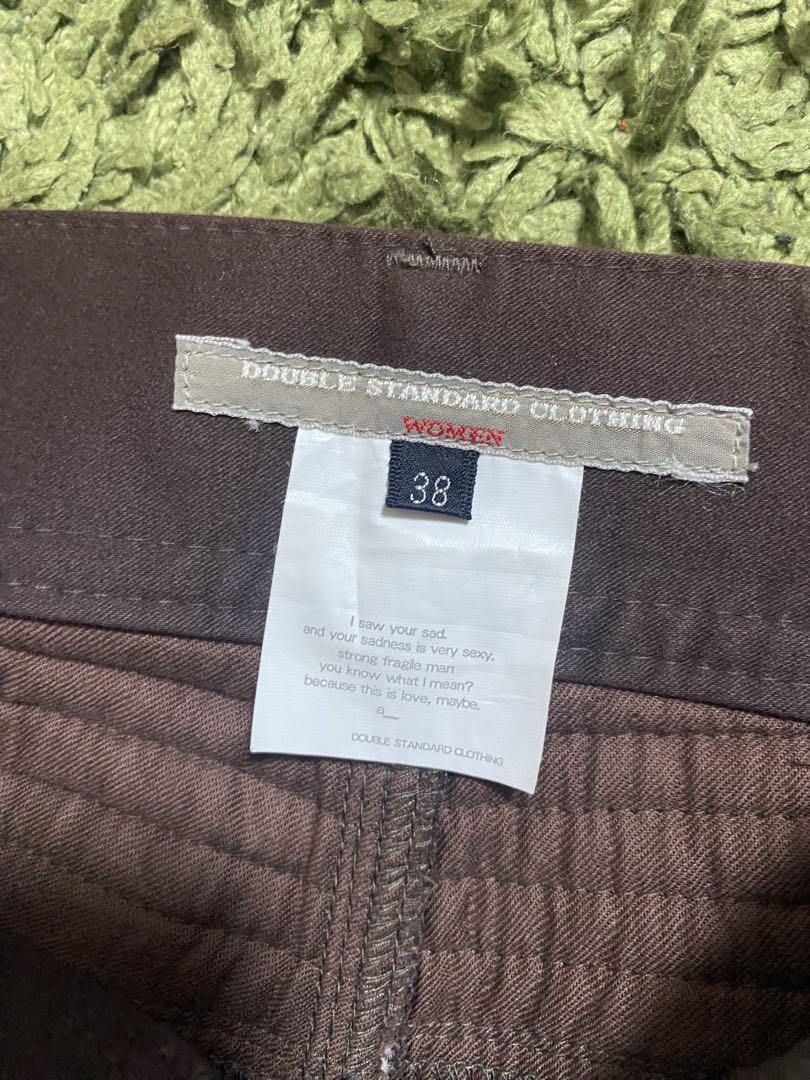 DOUBLE STANDARD CLOTHING
WOMEN
38
I saw your sad.
and your sadness is very sexy.
strong fragile man
you know what I mean?
because this is love, maybe.
a__
DOUBLE STANDARD CLOTHING